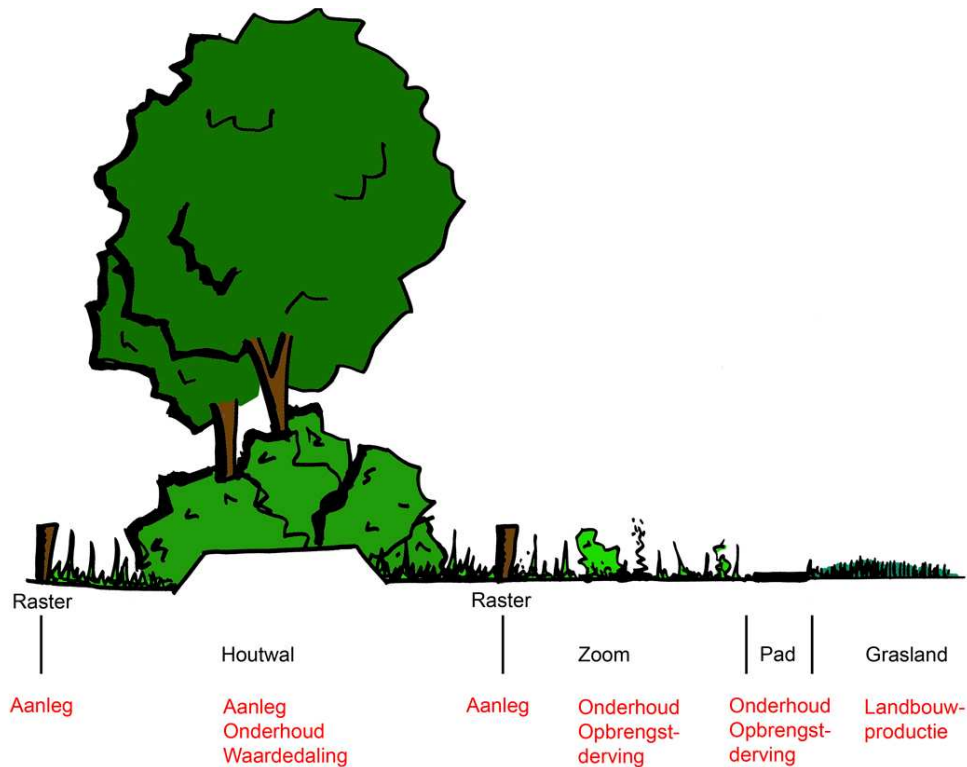 Raster
Raster
Houtwal
Zoom
Pad
Grasland
Aanleg
Aanleg
Onderhoud
Waardedaling
Aanleg
Onderhoud
Opbrengst-
derving
Onderhoud
Opbrengst-
derving
Landbouw-
productie